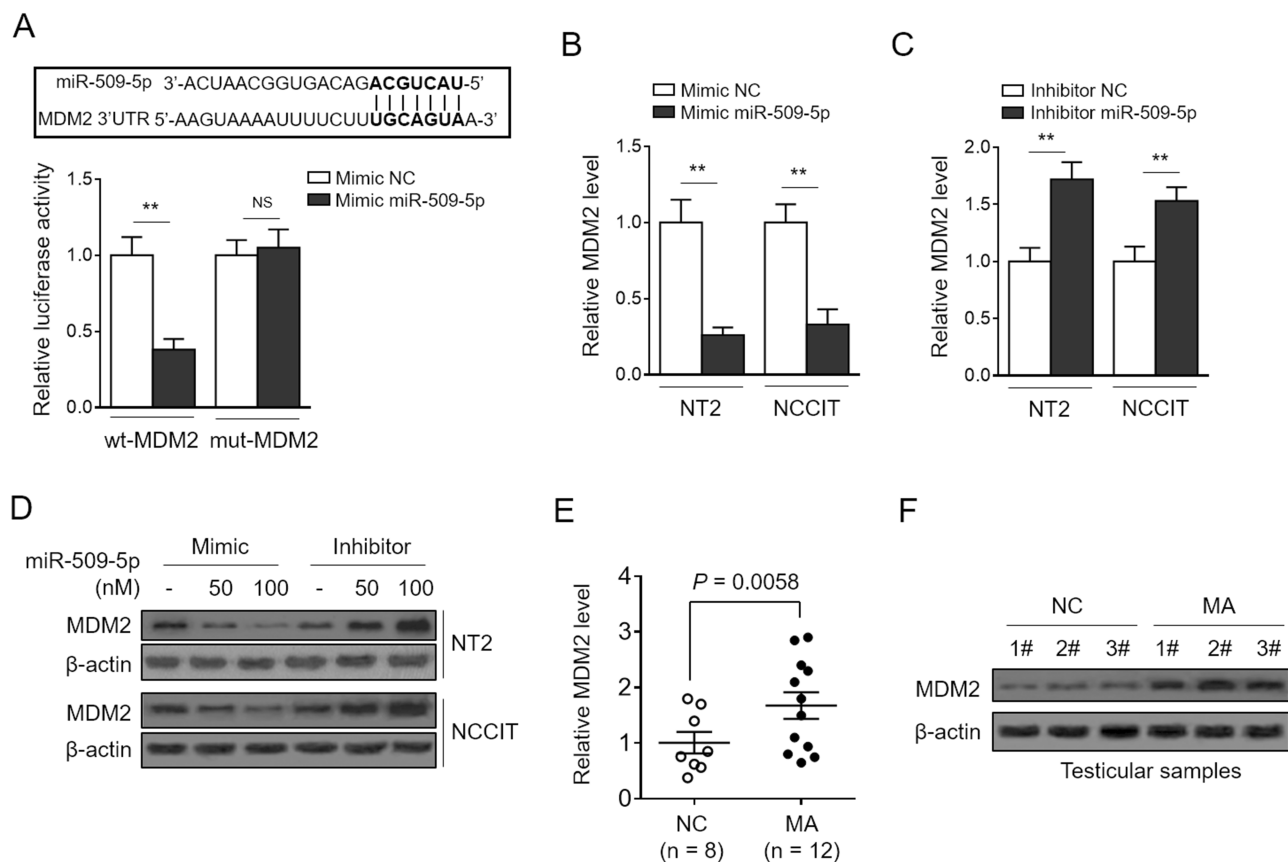 A
miR-509-5p 3'-ACUAACGGUGACAGACGUCAU-5'
MDM2 3'UTR 5'-AAGUAAAAUUUUCUUUGCAGUAA-3'
Mimic NC
Mimic miR-509-5p
Relative luciferase activity
1.5
1.0
0.5
0.0
**
NS
wt-MDM2 mut-MDM2
B
Mimic NC
Mimic miR-509-5p
Relative MDM2 level
1.5
1.0
0.5
0.0
** **
NT2 NCCIT
C
Inhibitor NC
Inhibitor miR-509-5p
Relative MDM2 level
2.0
1.5
1.0
0.5
0.0
** **
NT2 NCCIT
D
Mimic Inhibitor
miR-509-5p
(nM) - 50 100 - 50 100
MDM2
β-actin
NT2
MDM2
β-actin
NCCIT
E
Relative MDM2 level
4
3
2
1
0
P = 0.0058
NC MA
(n = 8) (n = 12)
F
NC MA
1# 2# 3# 1# 2# 3#
MDM2
β-actin
Testicular samples